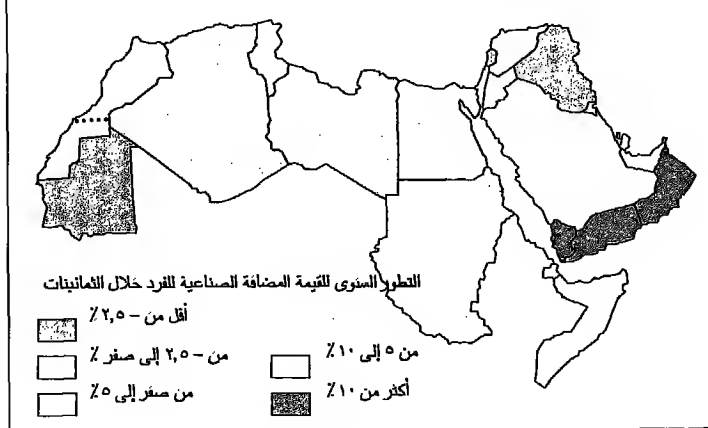 التطور السنوى للقيمة المضافة الصناعية للفرد خلال الثمانينات
أقل من – ٢,٥ ٪
من – ٢,٥ إلى صفر ٪
من صفر إلى ٥ ٪
من ٥ إلى ١٠ ٪
أكثر من ١٠ ٪